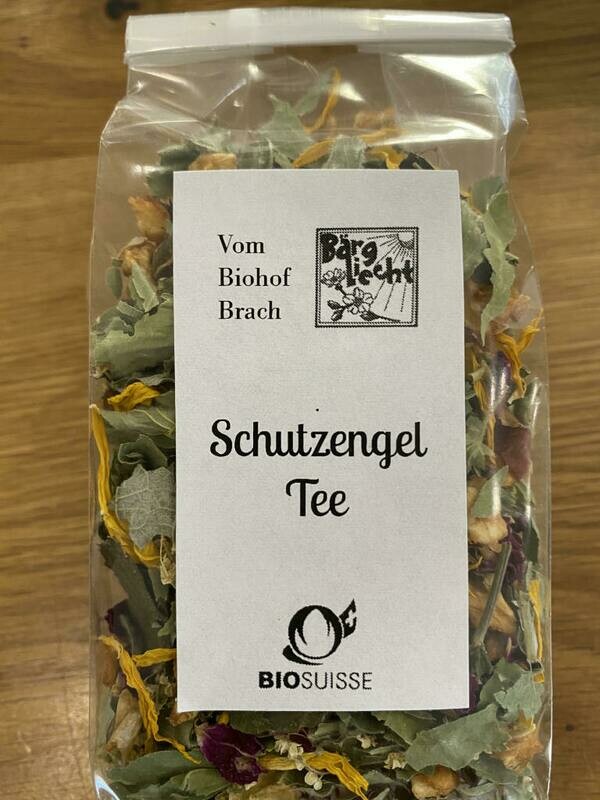 Vom
Biohof
Brach
Bärg
liecht
Schutzengel
Tee
BIOSUISSE